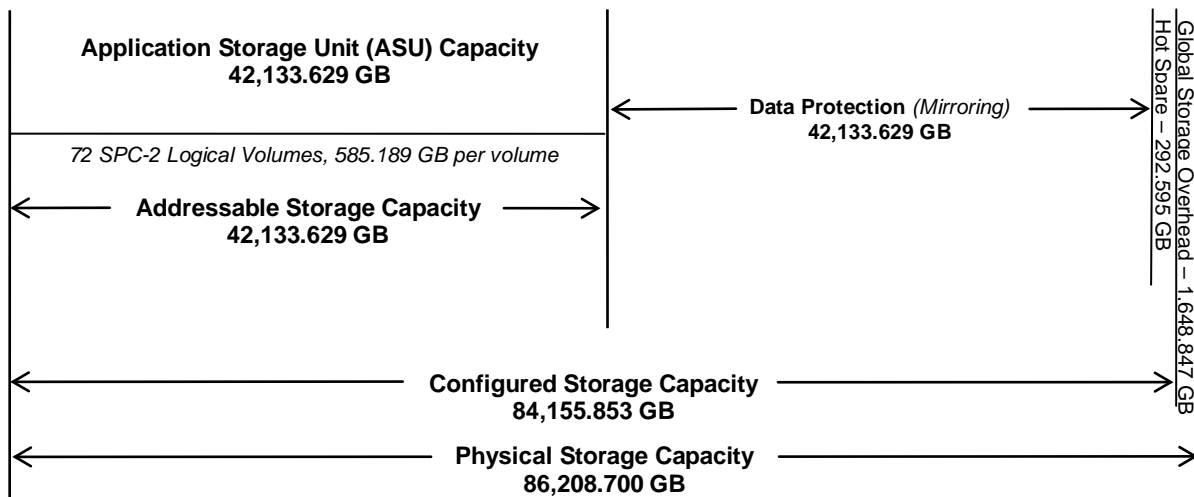 Application Storage Unit (ASU) Capacity
42,133.629 GB
Data Protection (Mirroring)
42,133.629 GB
72 SPC-2 Logical Volumes, 585.189 GB per volume
Addressable Storage Capacity
42,133.629 GB
Global Storage Overhead – 1.648.847 GB
Hot Spare – 292.595 GB
Configured Storage Capacity
84,155.853 GB
Physical Storage Capacity
86,208.700 GB